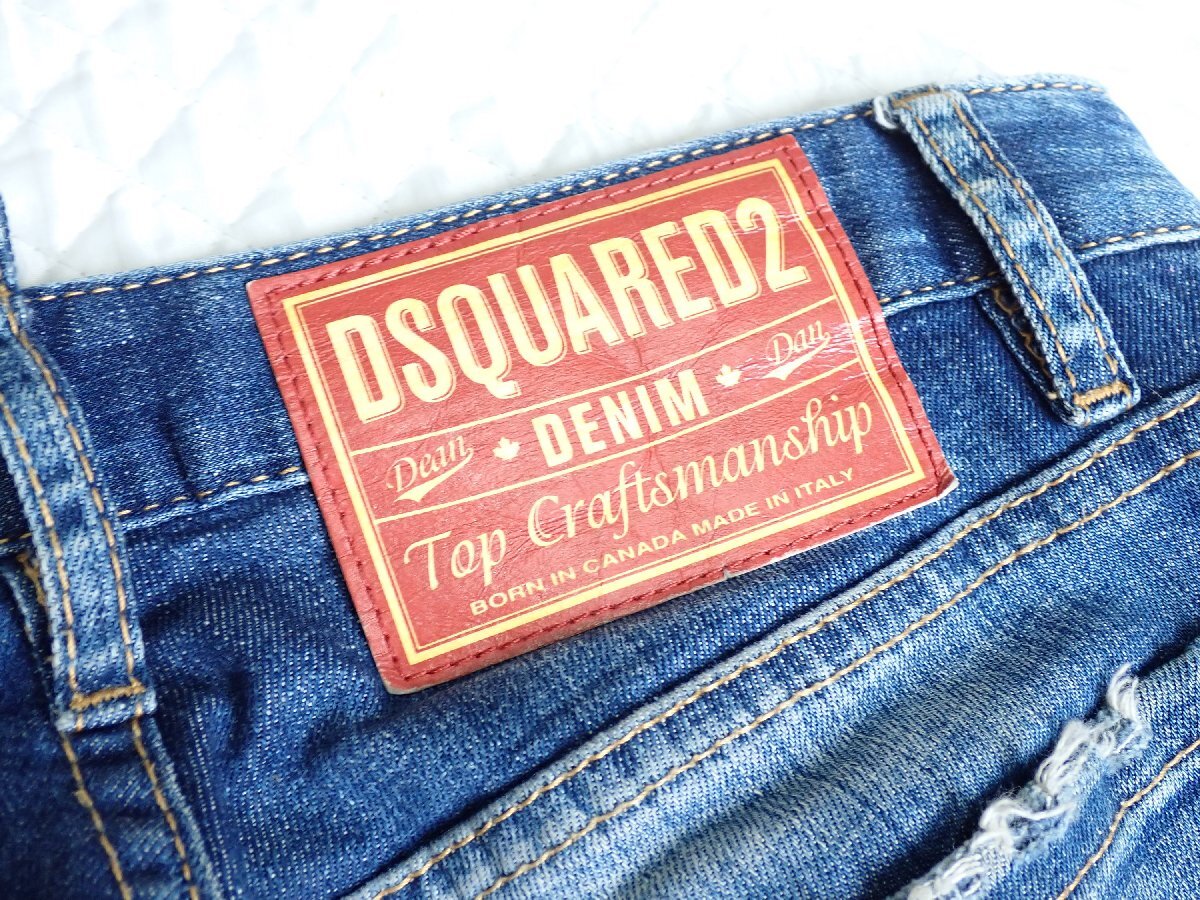 DSQUARED2
Dean DENIM Dan
Top Craftsmanship
BORN IN CANADA MADE IN ITALY